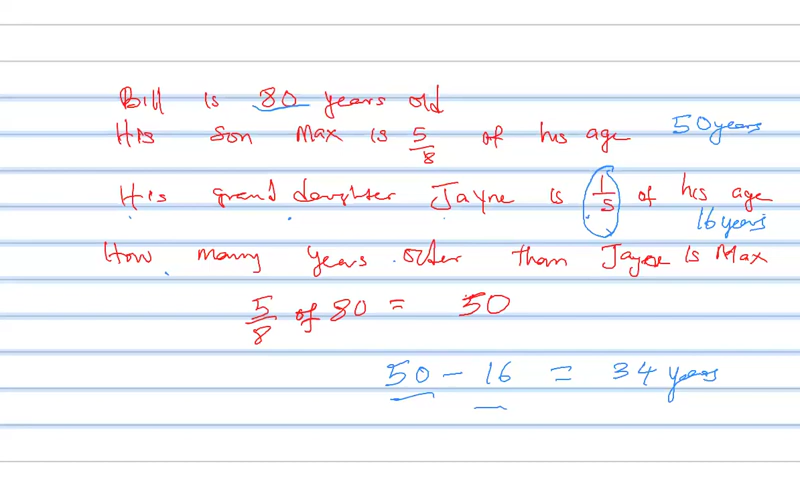 Bill is 80 years old
His son Max is 5/8 of his age 50 years
His grand daughter Jayne is 1/5 of his age
16 years
How many years older than Jayne is Max
5/8 of 80 = 50
50 - 16 = 34 years